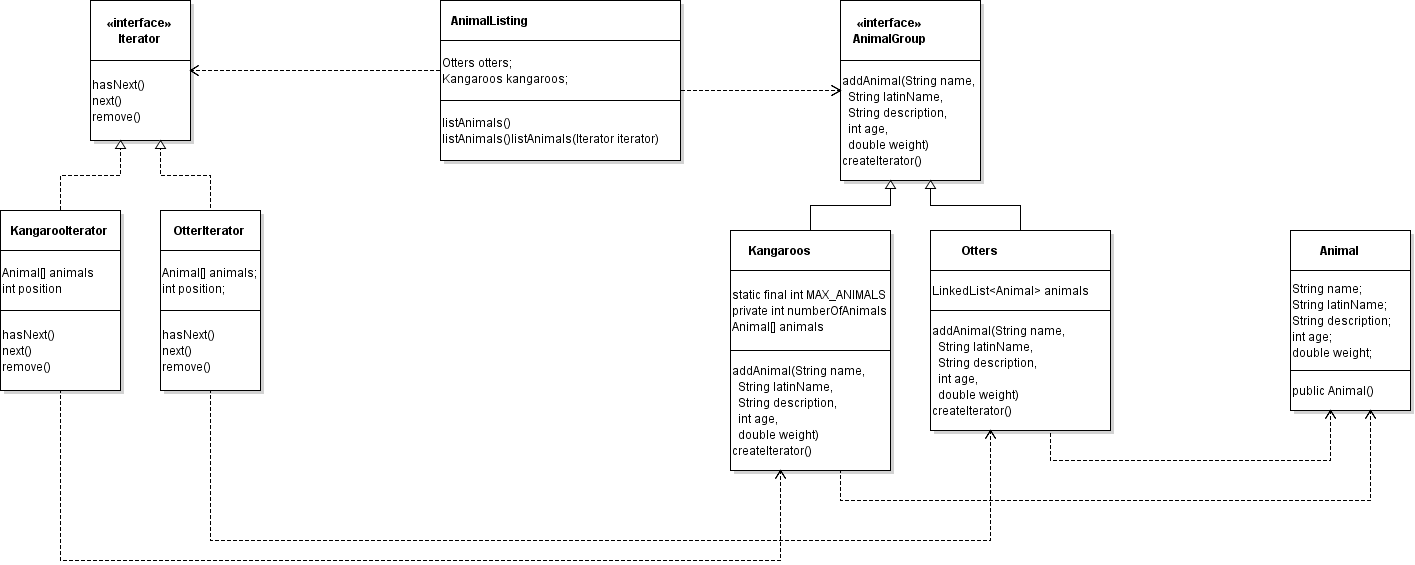 «interface»
Iterator
hasNext()
next()
remove()
AnimalListing
Otters otters;
Kangaroos kangaroos;
listAnimals()
listAnimals()listAnimals(Iterator iterator)
«interface»
AnimalGroup
addAnimal(String name,
String latinName,
String description,
int age,
double weight)
createIterator()
KangarooIterator
Animal[] animals
int position
hasNext()
next()
remove()
OtterIterator
Animal[] animals;
int position;
hasNext()
next()
remove()
Kangaroos
static final int MAX_ANIMALS
private int numberOfAnimals
Animal[] animals
addAnimal(String name,
String latinName,
String description,
int age,
double weight)
createIterator()
Otters
LinkedList<Animal> animals
addAnimal(String name,
String latinName,
String description,
int age,
double weight)
createIterator()
Animal
String name;
String latinName;
String description;
int age;
double weight;
public Animal()